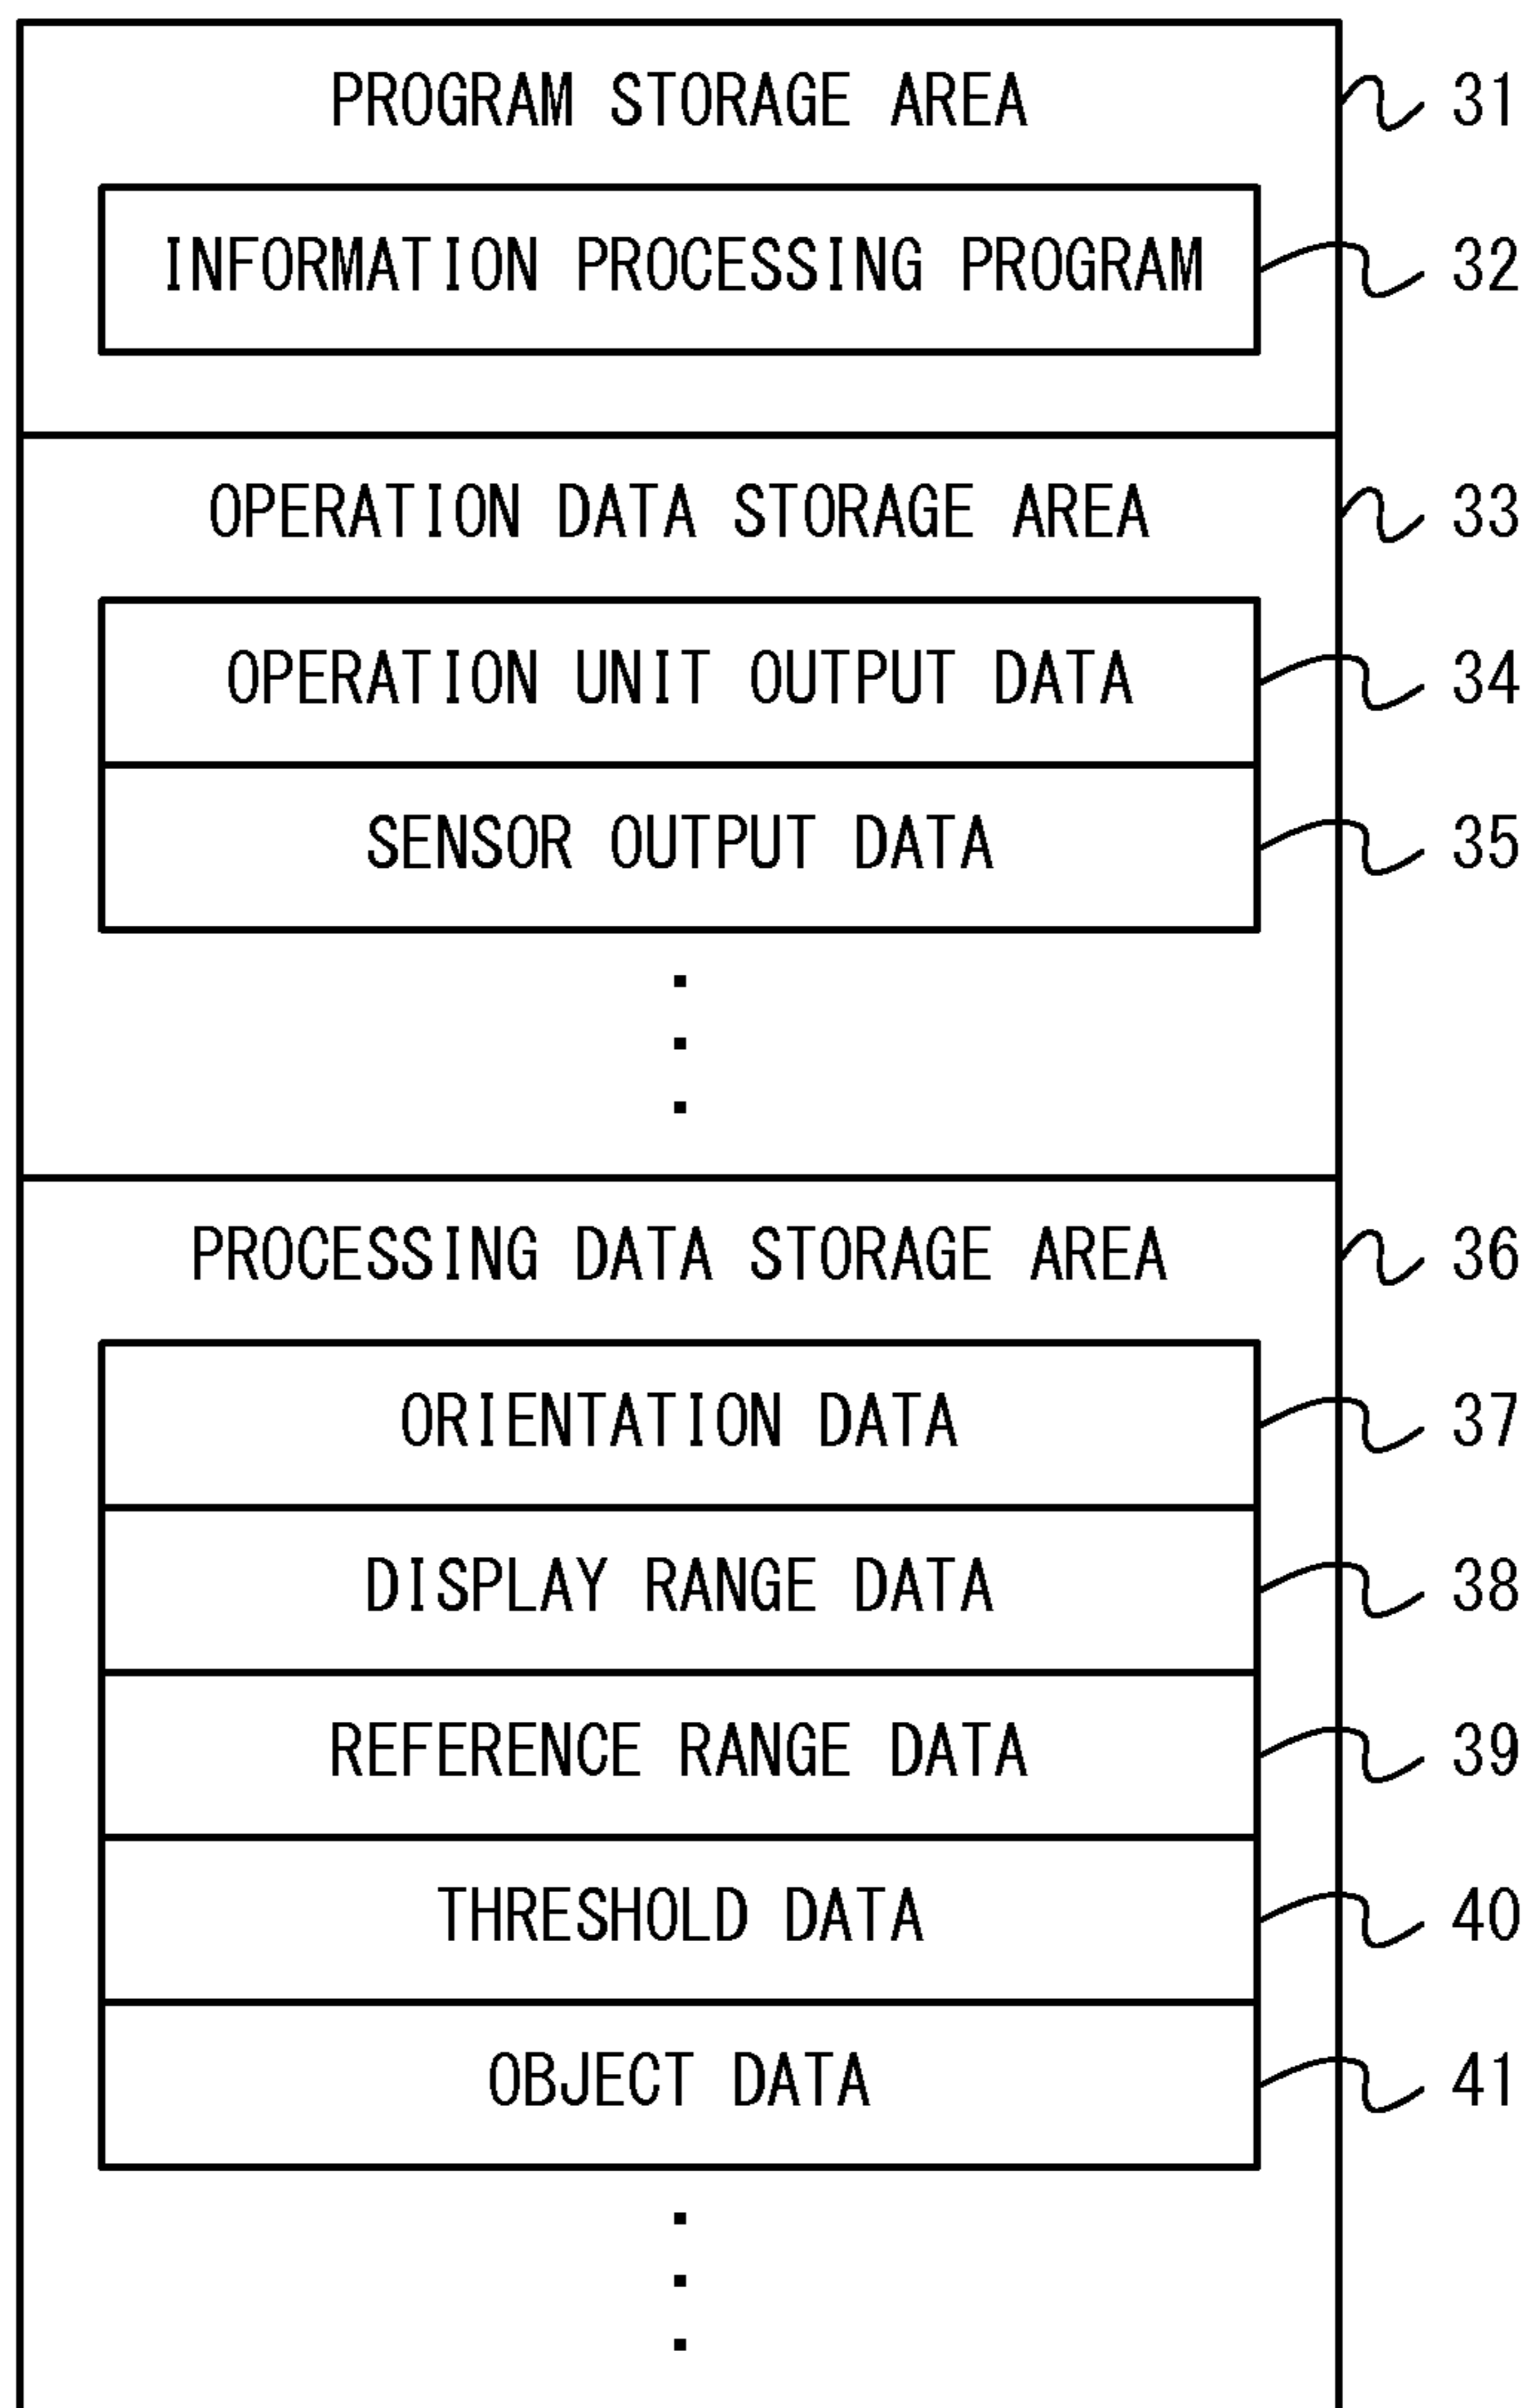 PROGRAM STORAGE AREA 31
INFORMATION PROCESSING PROGRAM 32
OPERATION DATA STORAGE AREA 33
OPERATION UNIT OUTPUT DATA 34
SENSOR OUTPUT DATA 35
PROCESSING DATA STORAGE AREA 36
ORIENTATION DATA 37
DISPLAY RANGE DATA 38
REFERENCE RANGE DATA 39
THRESHOLD DATA 40
OBJECT DATA 41